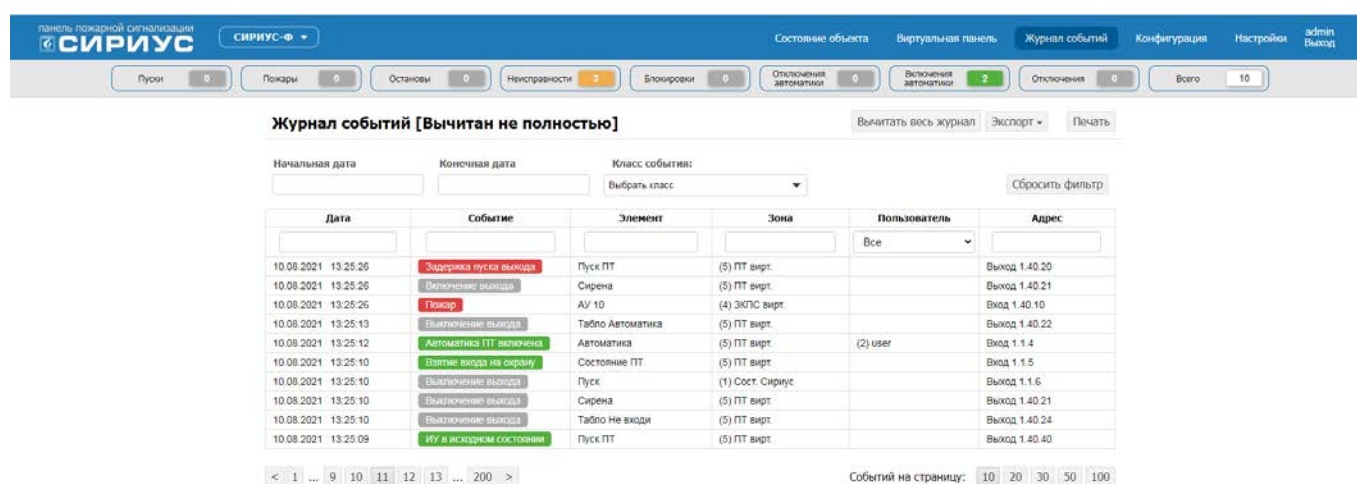 панель пожарной сигнализации
СИРИУС
СИРИУС-Ф
Состояние объекта Виртуальная панель Журнал событий Конфигурация Настройки admin
Выход
Пуски 0 Пожары 0 Остановы 0 Неисправности 3 Блокировки 0 Отключения автоматики 0 Включения автоматики 2 Отключения 0 Всего 10
Журнал событий [Вычитан не полностью] Вычитать весь журнал Экспорт Печать
Начальная дата Конечная дата Класс события:
Выбрать класс Сбросить фильтр
Дата Событие Элемент Зона Пользователь Адрес
Все
10.08.2021 13:25:26 Задержка пуска выхода Пуск ПТ (5) ПТ вирт. Выход 1.40.20
10.08.2021 13:25:26 Включение выхода Сирена (5) ПТ вирт. Выход 1.40.21
10.08.2021 13:25:26 Пожар АУ 10 (4) ЗКПС вирт. Вход 1.40.10
10.08.2021 13:25:13 Выключение выхода Табло Автоматика (5) ПТ вирт. Выход 1.40.22
10.08.2021 13:25:12 Автоматика ПТ включена Автоматика (5) ПТ вирт. (2) user Вход 1.1.4
10.08.2021 13:25:10 Взятие входа на охрану Состояние ПТ (5) ПТ вирт. Вход 1.1.5
10.08.2021 13:25:10 Выключение выхода Пуск (1) Сост. Сириус Выход 1.1.6
10.08.2021 13:25:10 Выключение выхода Сирена (5) ПТ вирт. Выход 1.40.21
10.08.2021 13:25:10 Выключение выхода Табло Не входи (5) ПТ вирт. Выход 1.40.24
10.08.2021 13:25:09 ИУ в исходном состоянии Пуск ПТ (5) ПТ вирт. Выход 1.40.40
< 1 ... 9 10 11 12 13 ... 200 > Событий на страницу: 10 20 30 50 100